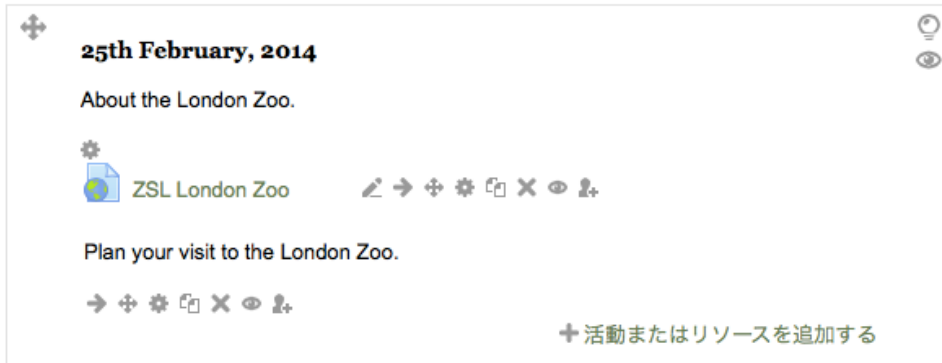 25th February, 2014
About the London Zoo.
ZSL London Zoo
Plan your visit to the London Zoo.
活動またはリソースを追加する